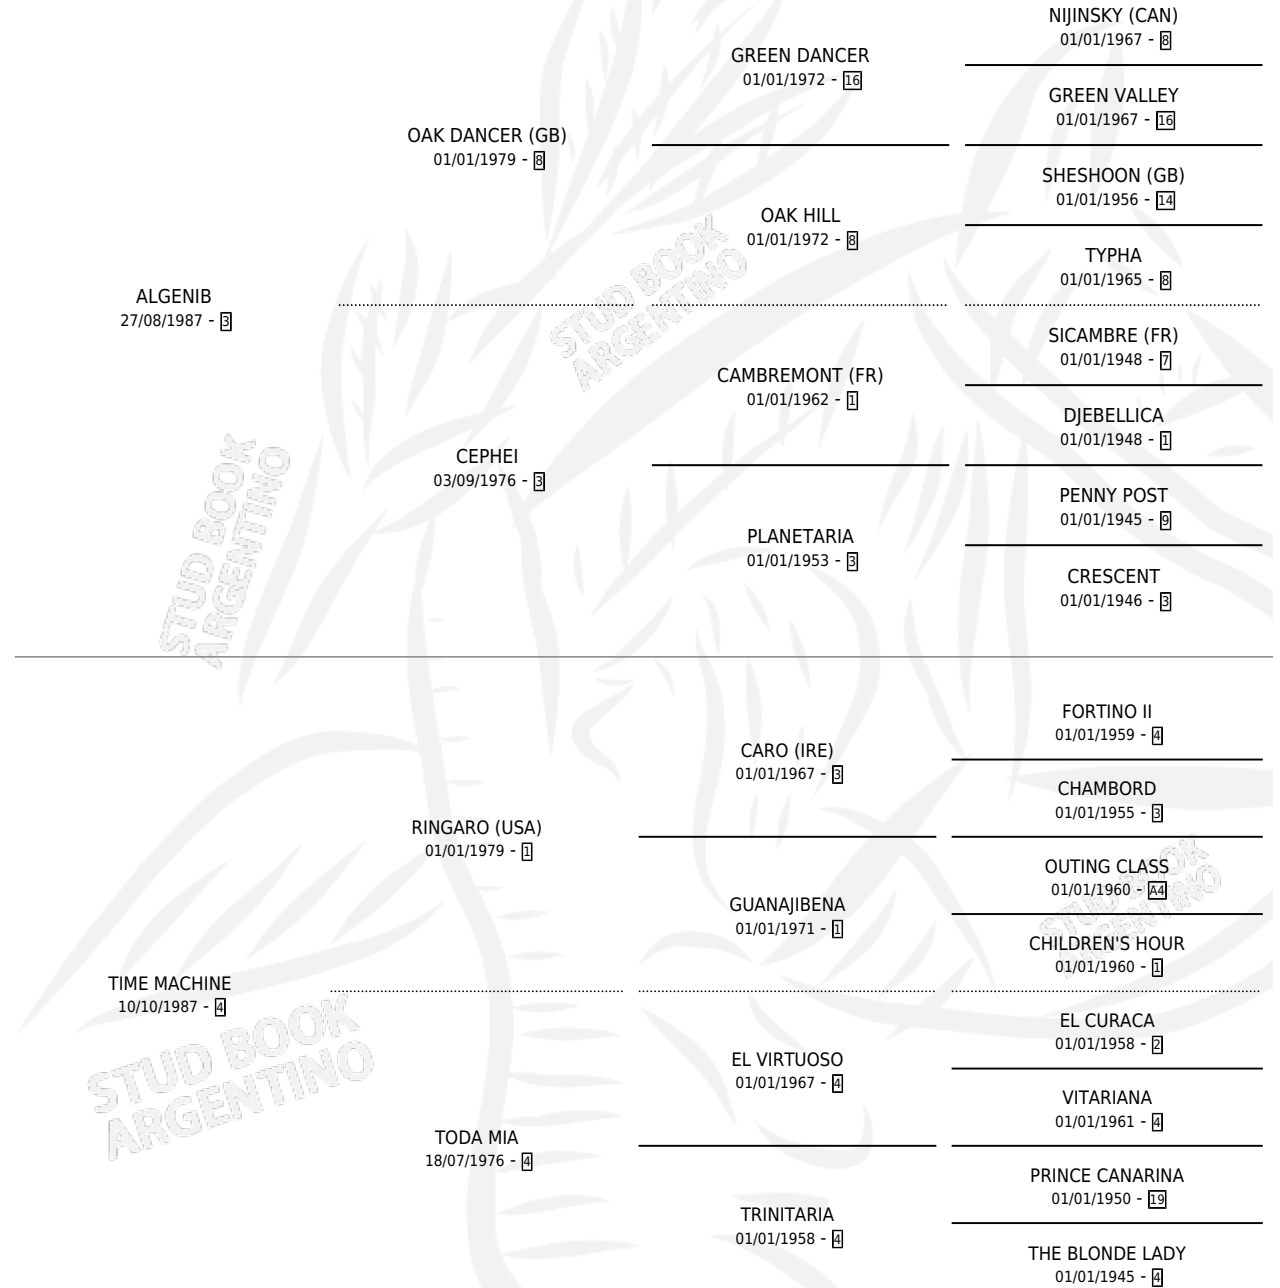 NIJINSKY (CAN)
01/01/1967 - 8
GREEN DANCER
01/01/1972 - 16
GREEN VALLEY
01/01/1967 - 16
OAK DANCER (GB)
01/01/1979 - 8
SHESHOON (GB)
01/01/1956 - 14
OAK HILL
01/01/1972 - 8
TYPHA
01/01/1965 - 8
ALGENIB
27/08/1987 - 3
SICAMBRE (FR)
01/01/1948 - 7
CAMBREMONT (FR)
01/01/1962 - 1
DJEBELLICA
01/01/1948 - 1
CEPHEI
03/09/1976 - 3
PENNY POST
01/01/1945 - 9
PLANETARIA
01/01/1953 - 3
CRESCENT
01/01/1946 - 3
STUD BOOK
ARGENTINO
STUD BOOK
ARGENTINO
FORTINO II
01/01/1959 - 4
CARO (IRE)
01/01/1967 - 3
CHAMBORD
01/01/1955 - 3
RINGARO (USA)
01/01/1979 - 1
OUTING CLASS
01/01/1960 - A4
GUANAJIBENA
01/01/1971 - 1
CHILDREN'S HOUR
01/01/1960 - 1
TIME MACHINE
10/10/1987 - 4
EL CURACA
01/01/1958 - 2
EL VIRTUOSO
01/01/1967 - 4
VITARIANA
01/01/1961 - 4
TODA MIA
18/07/1976 - 4
PRINCE CANARINA
01/01/1950 - 19
TRINITARIA
01/01/1958 - 4
THE BLONDE LADY
01/01/1945 - 4
STUD BOOK
ARGENTINO
STUD BOOK
ARGENTINO